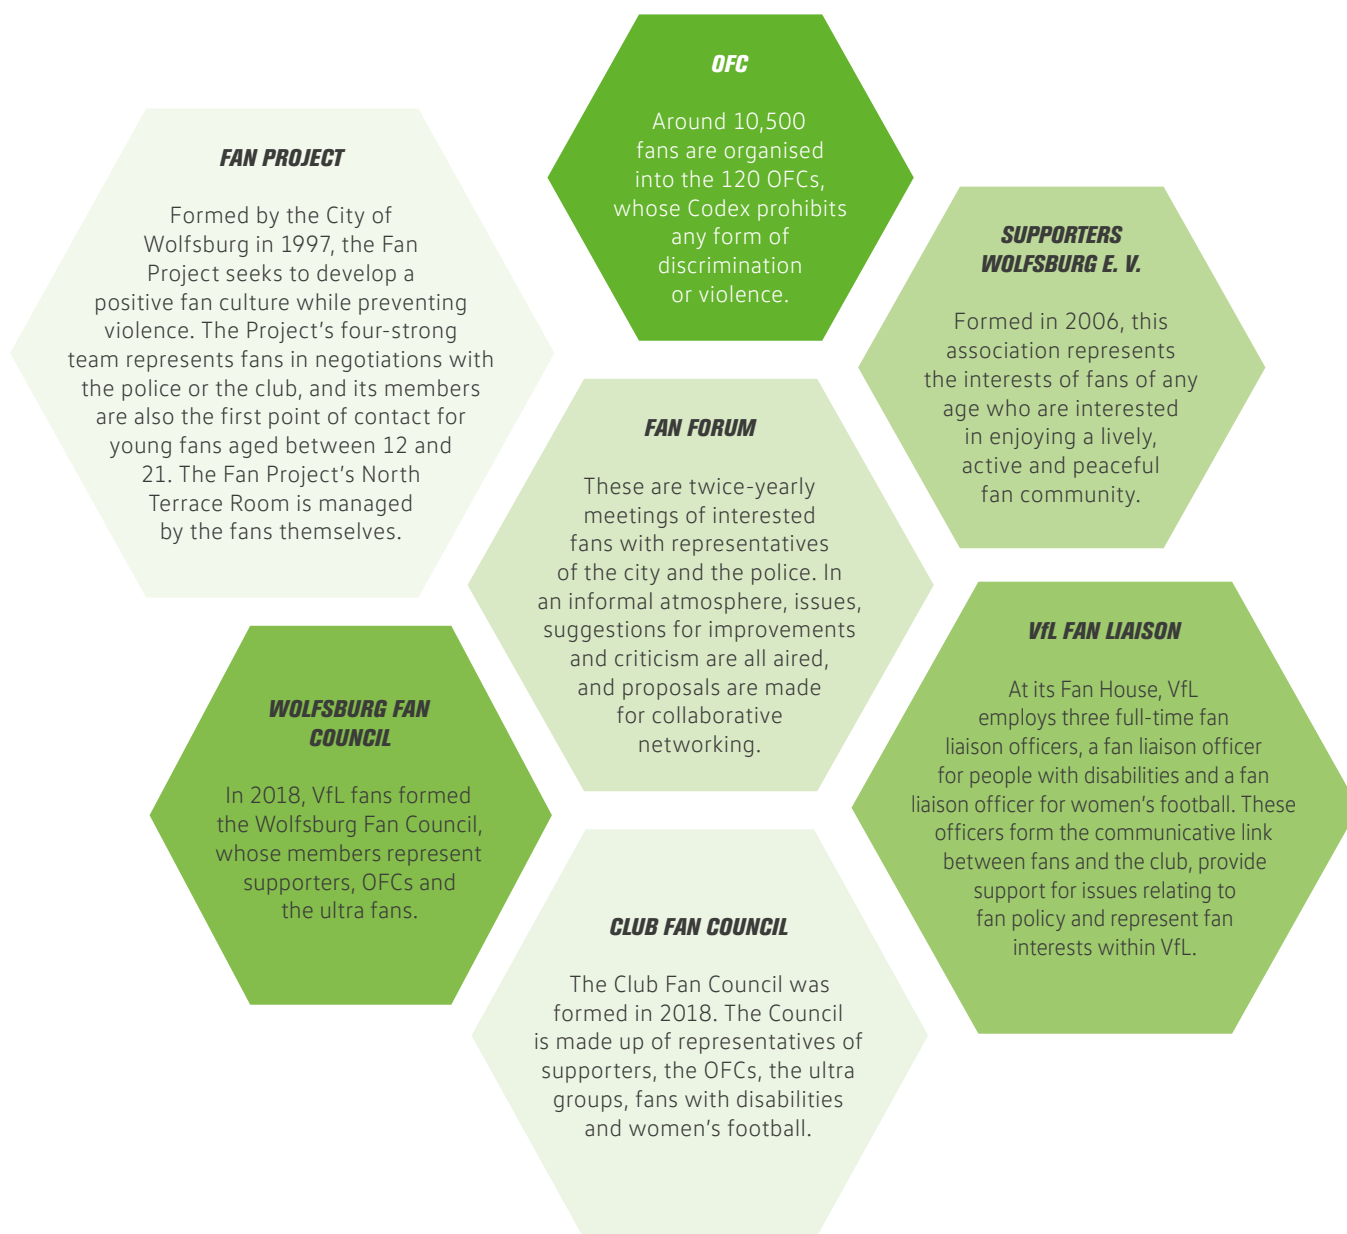 OFC
Around 10,500
fans are organised
into the 120 OFCs,
whose Codex prohibits
any form of
discrimination
or violence.
FAN PROJECT
Formed by the City of
Wolfsburg in 1997, the Fan
Project seeks to develop a
positive fan culture while preventing
violence. The Project’s four-strong
team represents fans in negotiations with
the police or the club, and its members
are also the first point of contact for
young fans aged between 12 and
21. The Fan Project’s North
Terrace Room is managed
by the fans themselves.
SUPPORTERS
WOLFSBURG E. V.
Formed in 2006, this
association represents
the interests of fans of any
age who are interested
in enjoying a lively,
active and peaceful
fan community.
FAN FORUM
These are twice-yearly
meetings of interested
fans with representatives
of the city and the police. In
an informal atmosphere, issues,
suggestions for improvements
and criticism are all aired,
and proposals are made
for collaborative
networking.
WOLFSBURG FAN
COUNCIL
In 2018, VfL fans formed
the Wolfsburg Fan Council,
whose members represent
supporters, OFCs and
the ultra fans.
VfL FAN LIAISON
At its Fan House, VfL
employs three full-time fan
liaison officers, a fan liaison officer
for people with disabilities and a fan
liaison officer for women’s football. These
officers form the communicative link
between fans and the club, provide
support for issues relating to
fan policy and represent fan
interests within VfL.
CLUB FAN COUNCIL
The Club Fan Council was
formed in 2018. The Council
is made up of representatives of
supporters, the OFCs, the ultra
groups, fans with disabilities
and women’s football.